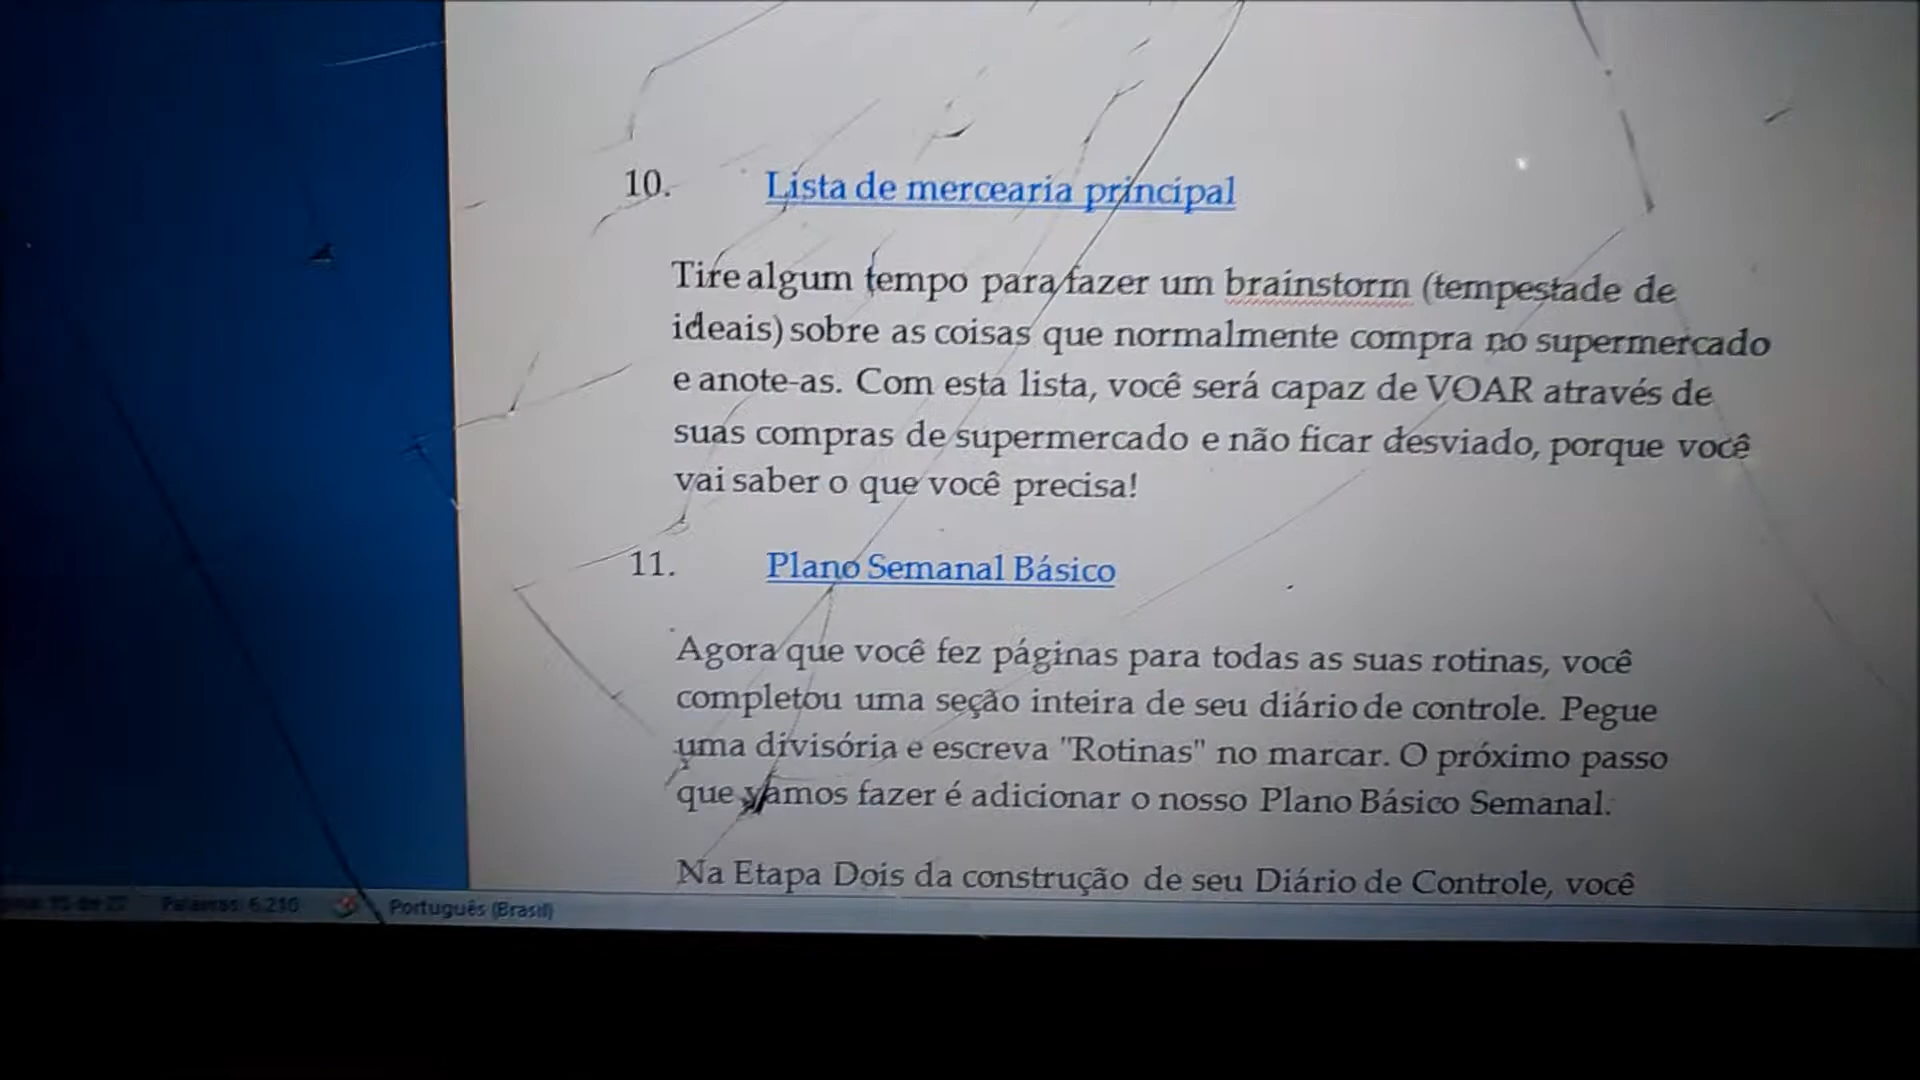 10. Lista de mercearia principal
Tire algum tempo para fazer um brainstorm (tempestade de
ideais) sobre as coisas que normalmente compra no supermercado
e anote-as. Com esta lista, você será capaz de VOAR através de
suas compras de supermercado e não ficar desviado, porque você
vai saber o que você precisa!
11. Plano Semanal Básico
Agora que você fez páginas para todas as suas rotinas, você
completou uma seção inteira de seu diário de controle. Pegue
uma divisória e escreva "Rotinas" no marcar. O próximo passo
que vamos fazer é adicionar o nosso Plano Básico Semanal.
Na Etapa Dois da construção de seu Diário de Controle, você
Palavras: 6.210 Português (Brasil)